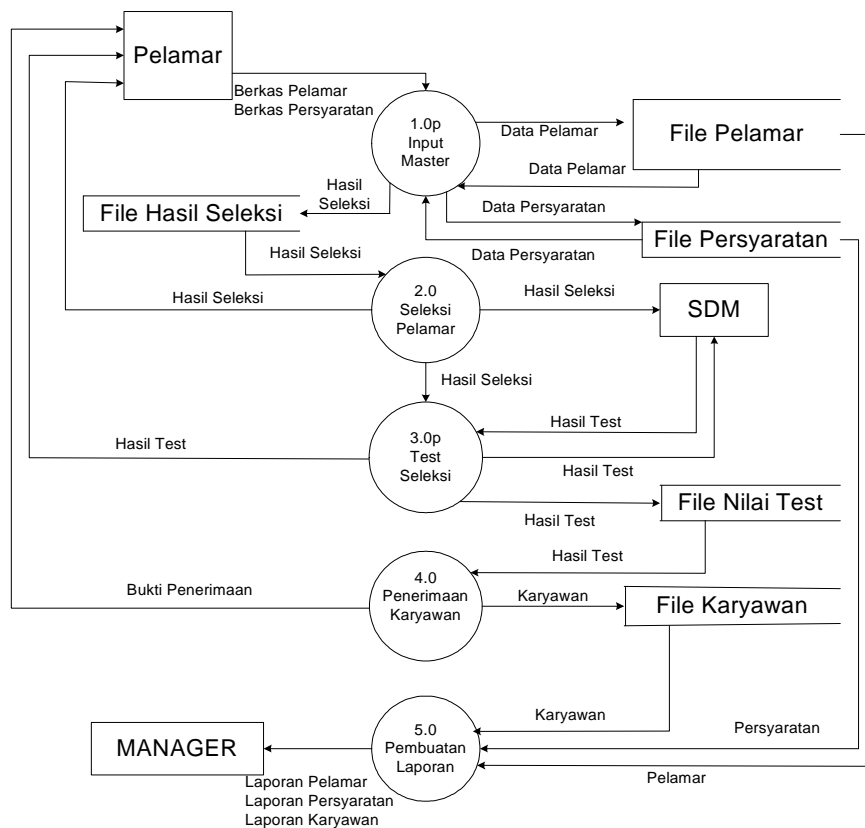 Pelamar
Berkas Pelamar
Berkas Persyaratan
1.0p
Input
Master
Data Pelamar
File Pelamar
Data Pelamar
Hasil
Seleksi
Data Persyaratan
File Hasil Seleksi
File Persyaratan
Hasil Seleksi
Data Persyaratan
Hasil Seleksi
2.0
Seleksi
Pelamar
Hasil Seleksi
SDM
Hasil Seleksi
Hasil Test
3.0p
Test
Seleksi
Hasil Test
Hasil Test
File Nilai Test
Hasil Test
Hasil Test
Bukti Penerimaan
4.0
Penerimaan
Karyawan
Karyawan
File Karyawan
Karyawan
Persyaratan
MANAGER
5.0
Pembuatan
Laporan
Pelamar
Laporan Pelamar
Laporan Persyaratan
Laporan Karyawan